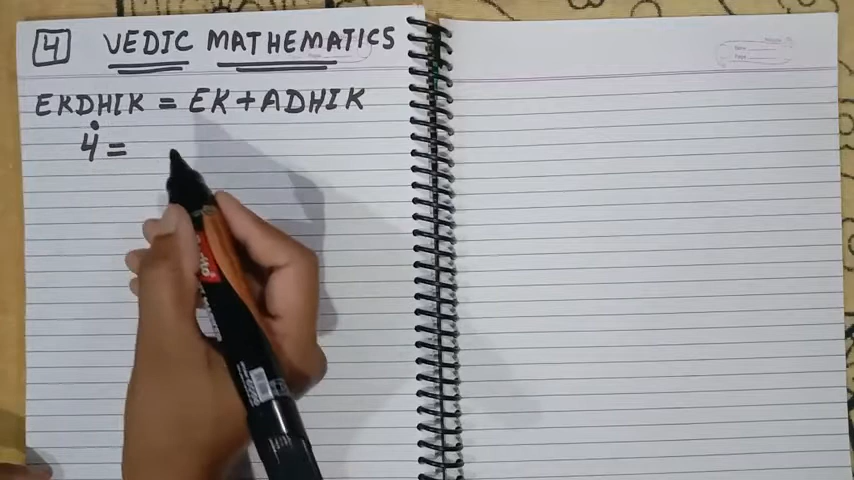 4 VEDIC MATHEMATICS
EKDHIK = EK + ADHIK
4̇ =